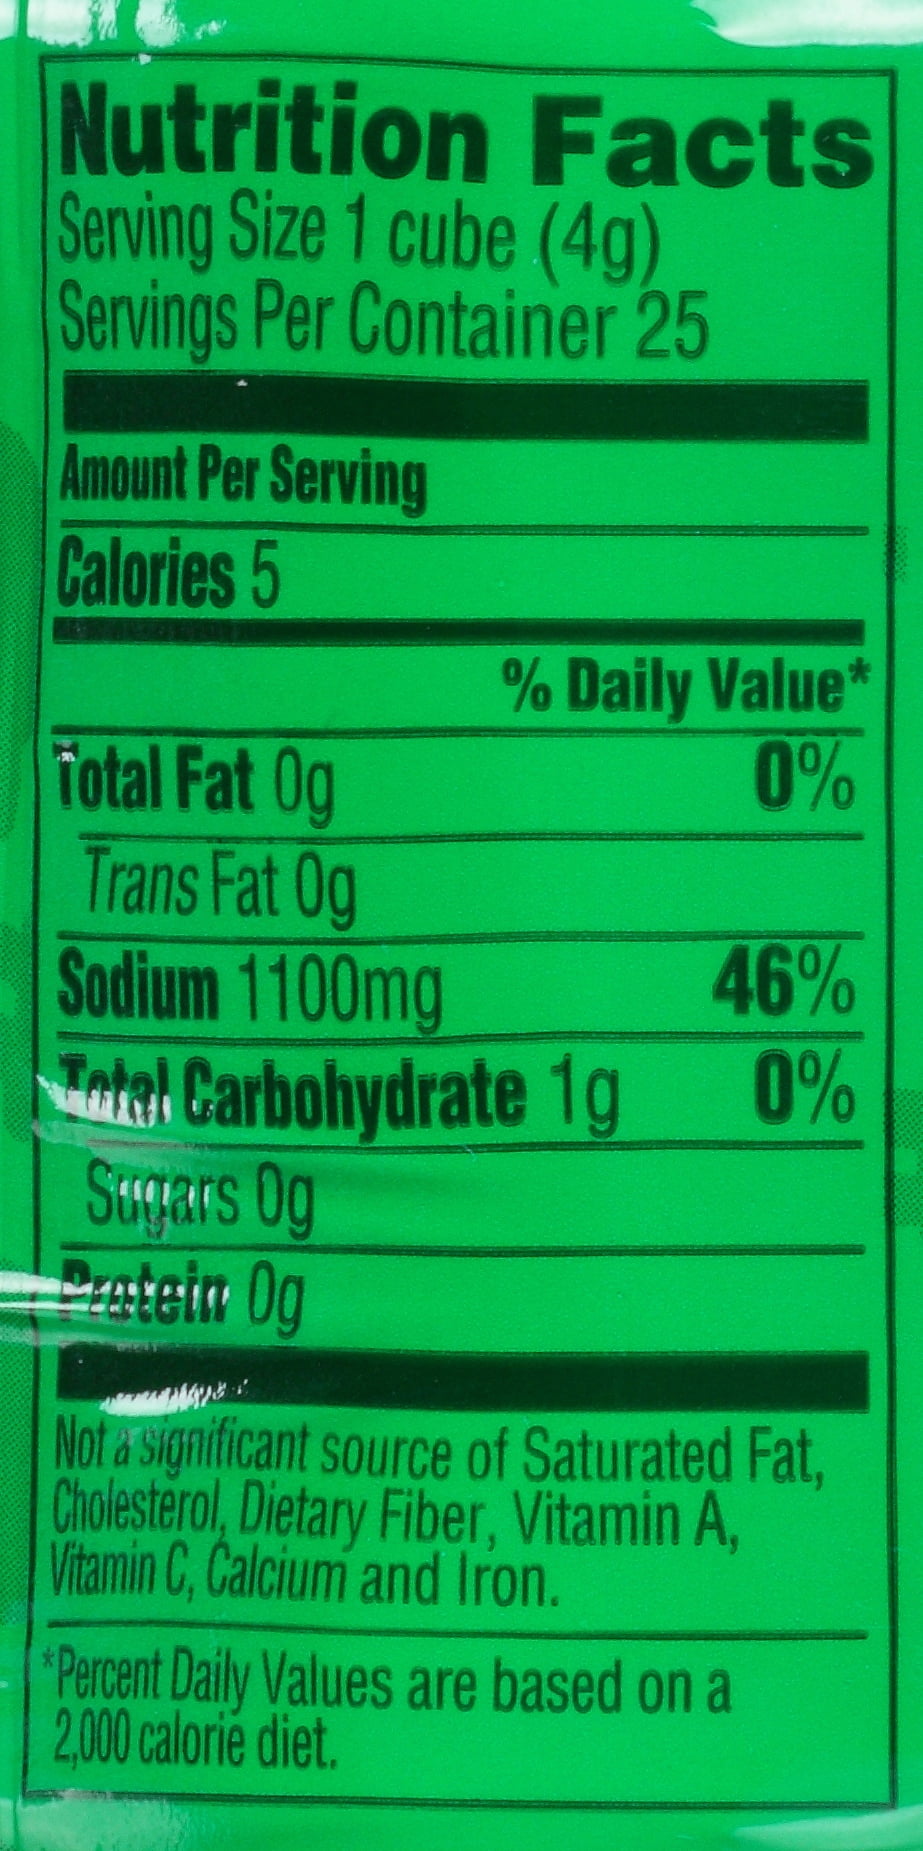 Nutrition Facts
Serving Size 1 cube (4g)
Servings Per Container 25
Amount Per Serving
Calories 5
% Daily Value*
Total Fat 0g 0%
Trans Fat 0g
Sodium 1100mg 46%
Total Carbohydrate 1g 0%
Sugars 0g
Protein 0g
Not a significant source of Saturated Fat,
Cholesterol, Dietary Fiber, Vitamin A,
Vitamin C, Calcium and Iron.
*Percent Daily Values are based on a
2,000 calorie diet.